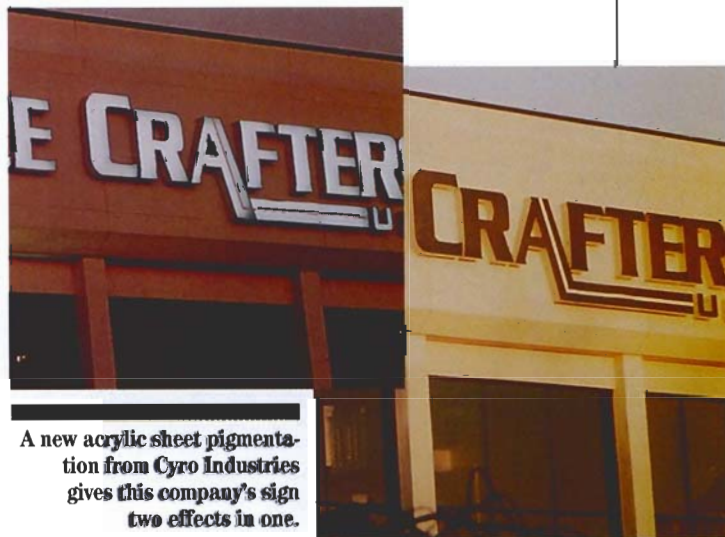 E CRAFTERS
U
CRAFTER
U
A new acrylic sheet pigmenta-
tion from Cyro Industries
gives this company's sign
two effects in one.